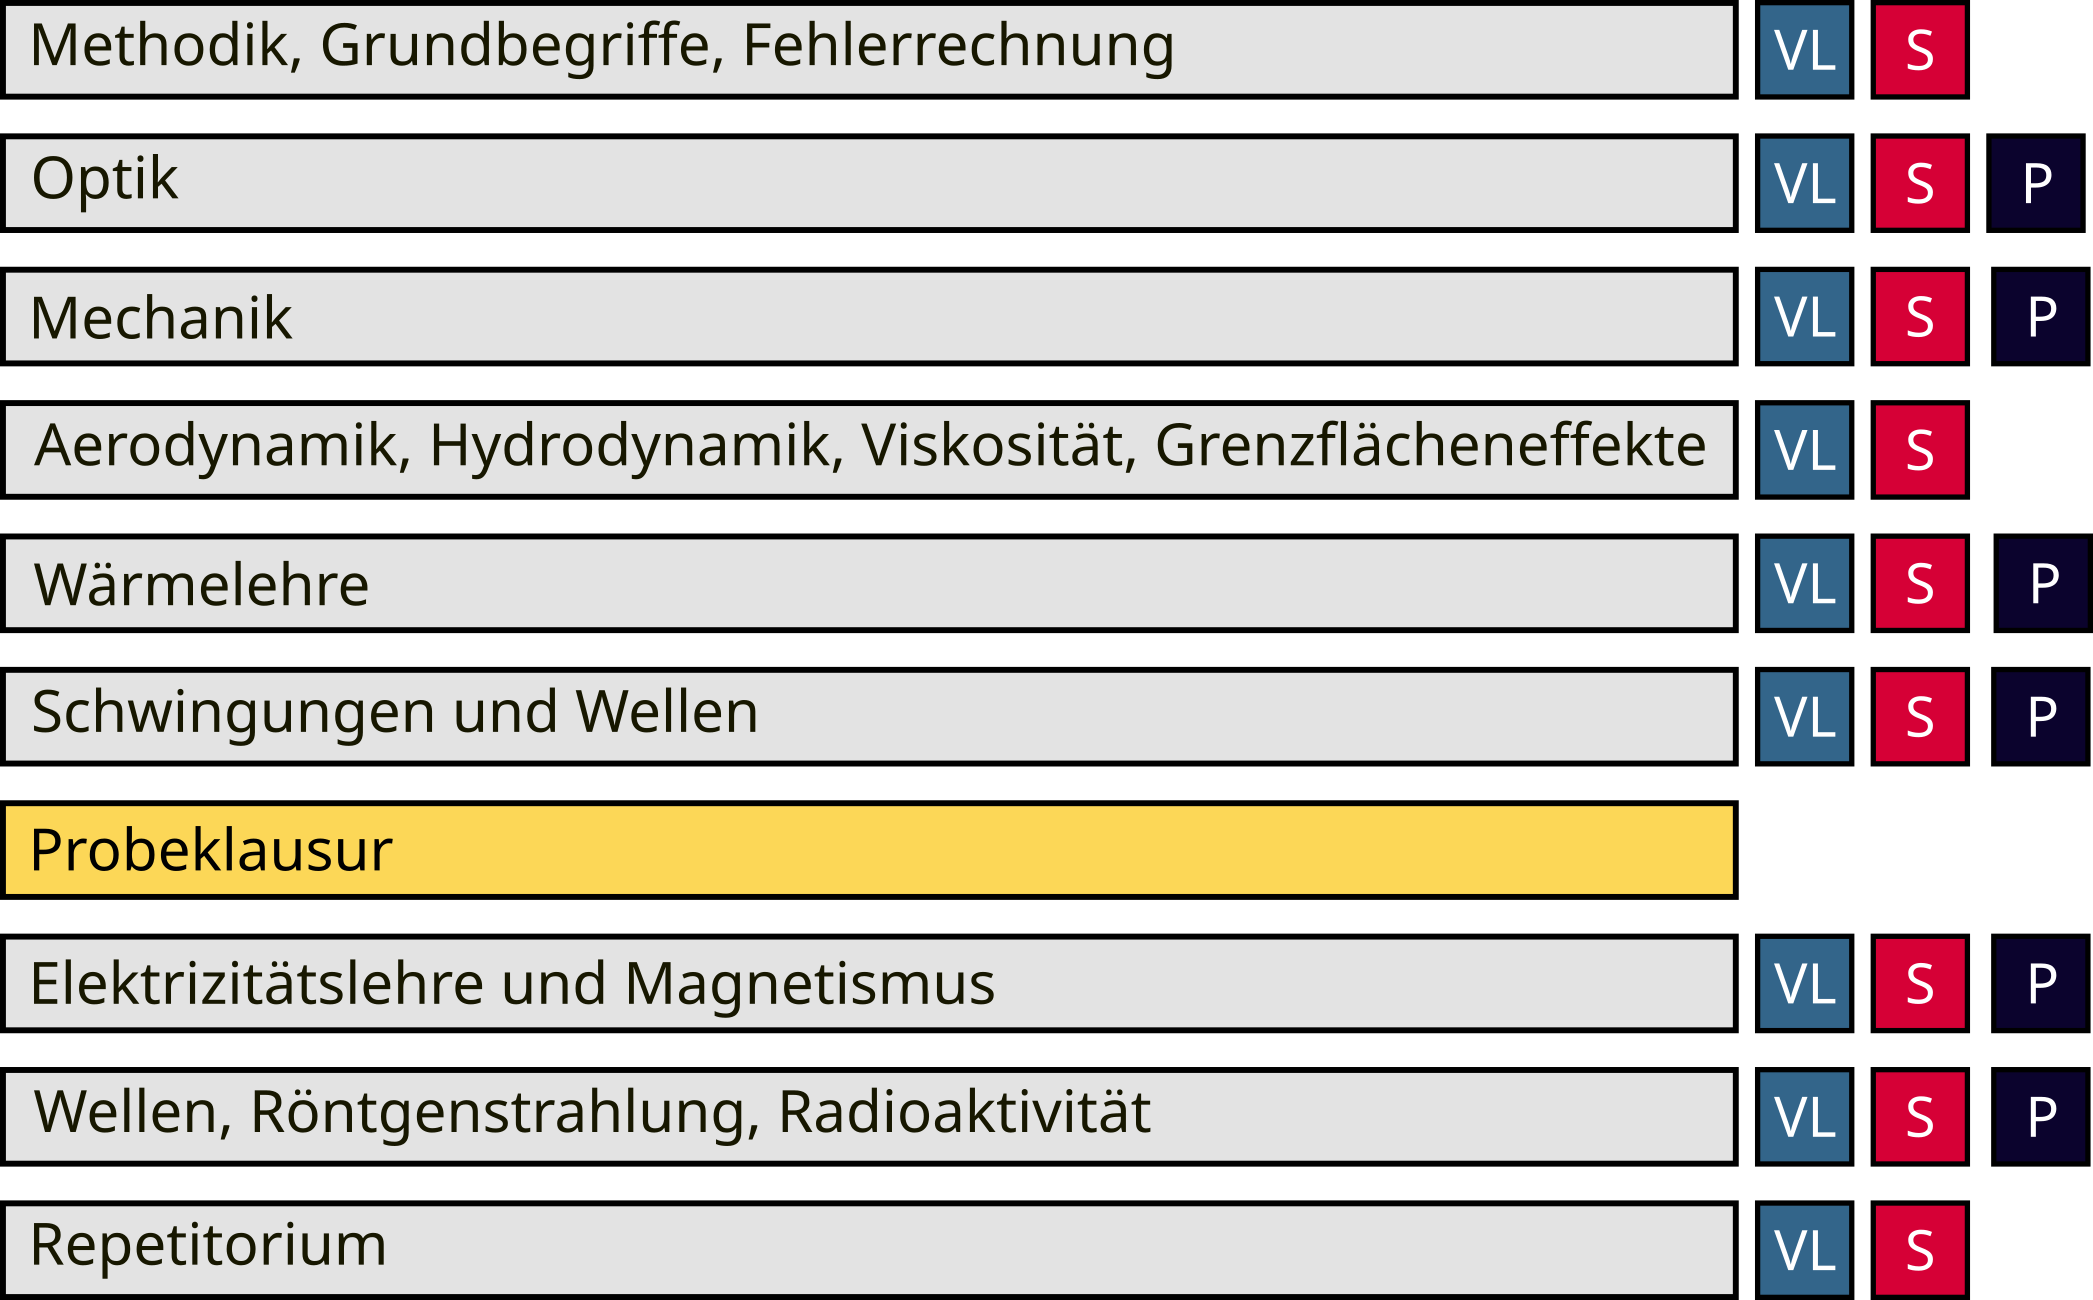 Methodik, Grundbegriffe, Fehlerrechnung VL S
Optik VL S P
Mechanik VL S P
Aerodynamik, Hydrodynamik, Viskosität, Grenzflächeneffekte VL S
Wärmelehre VL S P
Schwingungen und Wellen VL S P
Probeklausur
Elektrizitätslehre und Magnetismus VL S P
Wellen, Röntgenstrahlung, Radioaktivität VL S P
Repetitorium VL S